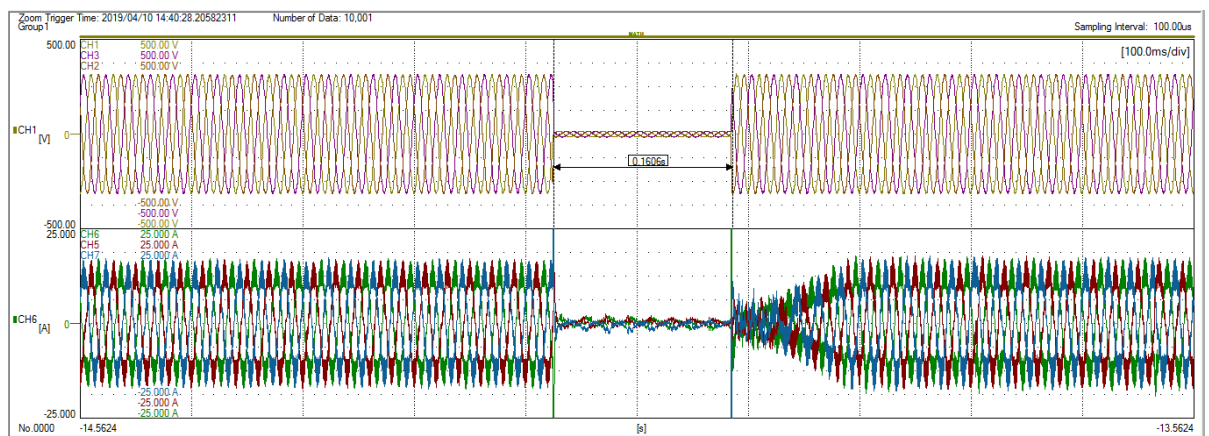 Zoom Trigger Time: 2019/04/10 14:40:28.20582311 Number of Data: 10,001
Group1
Sampling Interval: 100.00us
MATH
500.00
CH1 500.00 V
CH3 500.00 V
CH2 500.00 V
[100.0ms/div]
CH1 0
[V]
0.1606s
-500.00 V
-500.00 V
-500.00 V
-500.00
25.000
CH6 25.000 A
CH5 25.000 A
CH7 25.000 A
CH6 0
[A]
-25.000 A
-25.000 A
-25.000 A
-25.000
No.0000 -14.5624 [s] -13.5624